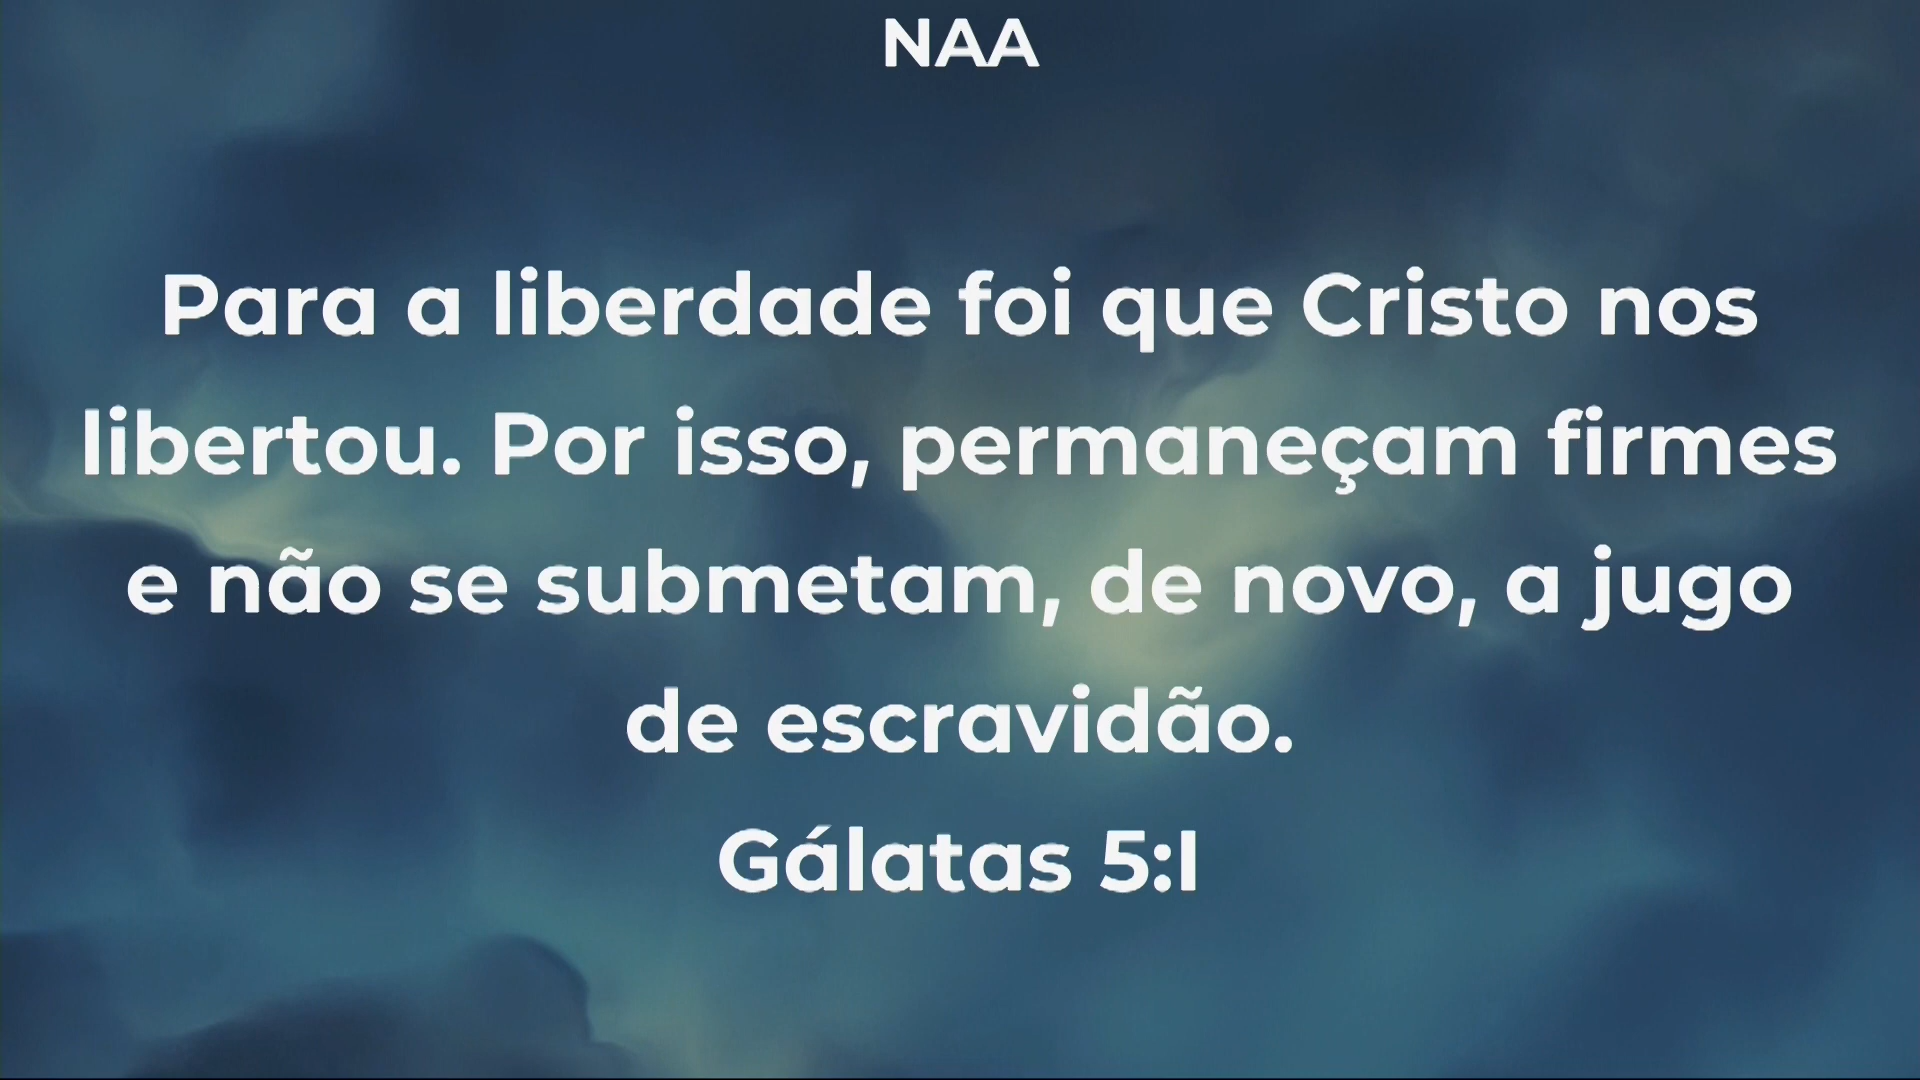 NAA
Para a liberdade foi que Cristo nos
libertou. Por isso, permaneçam firmes
e não se submetam, de novo, a jugo
de escravidão.
Gálatas 5:1